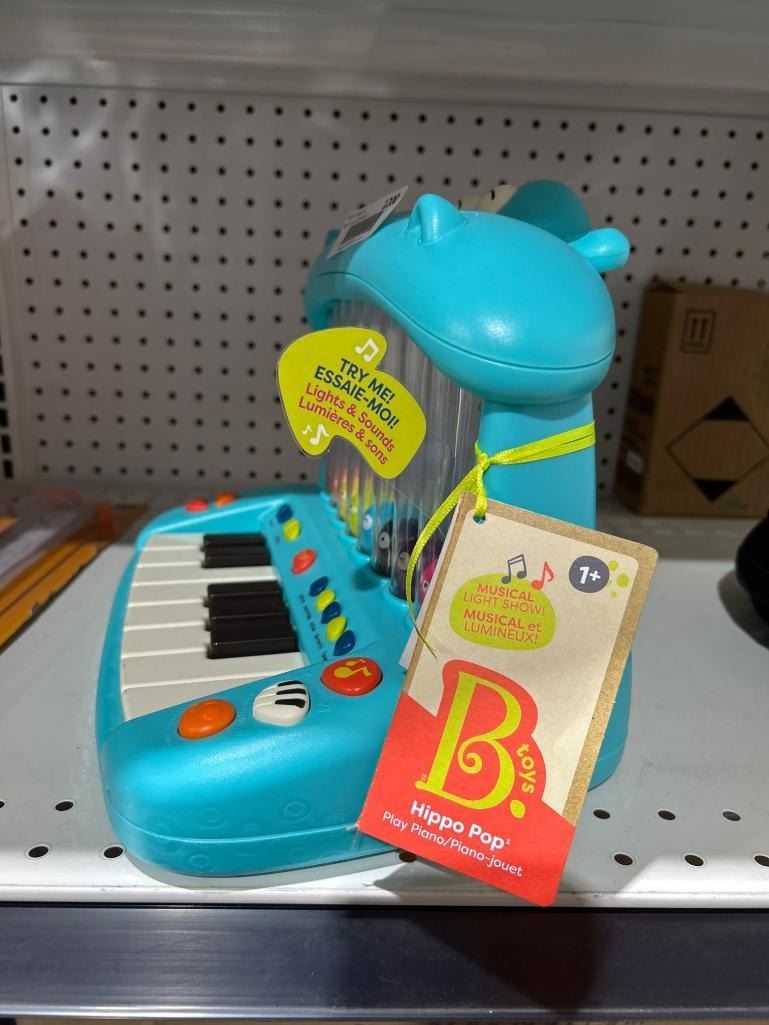 TRY ME!
ESSAIE-MOI!
Lights & Sounds
Lumières & sons
MUSICAL
LIGHT SHOW!
MUSICAL et
LUMINEUX!
1+
B.
toys
Hippo Pop
Play Piano/Piano-jouet